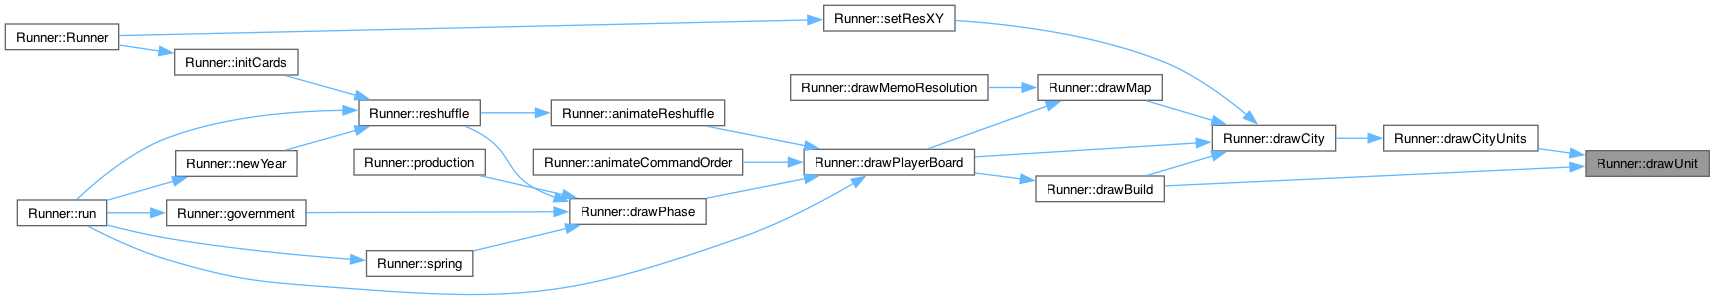 Runner::setResXY
Runner::Runner
Runner::initCards
Runner::drawMemoResolution
Runner::drawMap
Runner::reshuffle
Runner::animateReshuffle
Runner::drawCity
Runner::drawCityUnits
Runner::newYear
Runner::production
Runner::animateCommandOrder
Runner::drawPlayerBoard
Runner::drawUnit
Runner::drawBuild
Runner::run
Runner::government
Runner::drawPhase
Runner::spring